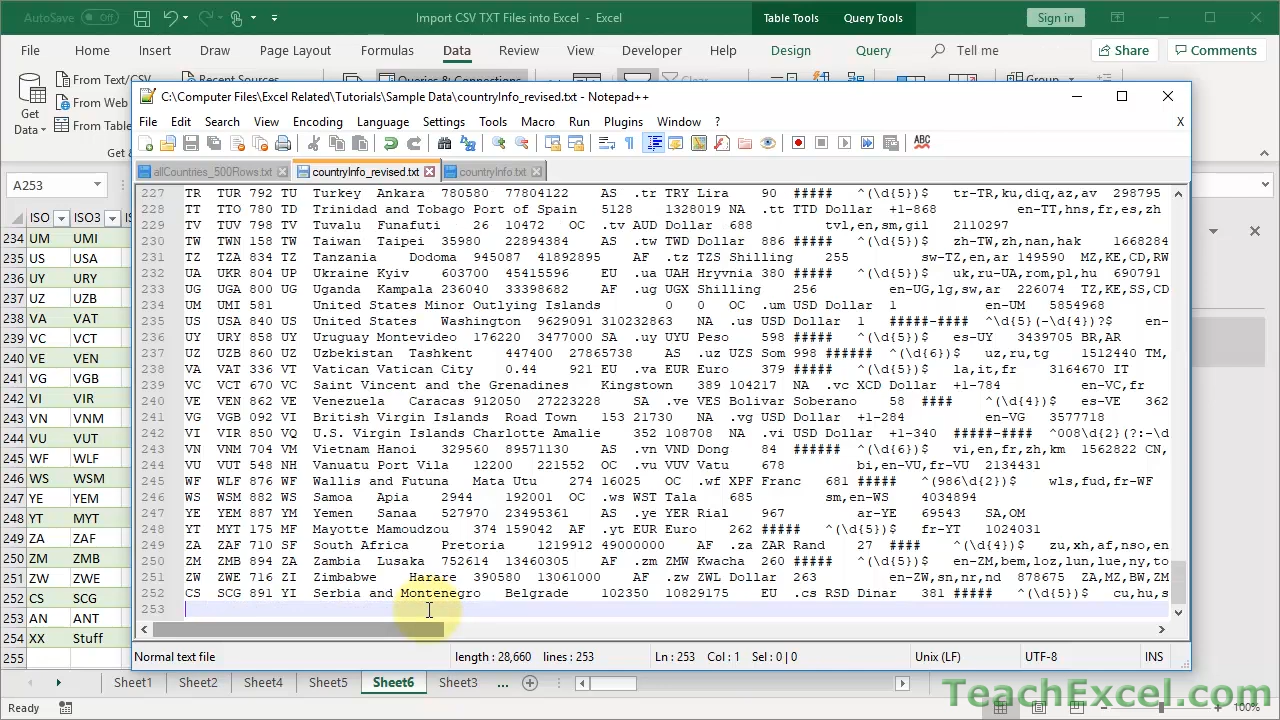 AutoSave Off Import CSV TXT Files into Excel - Excel Table Tools Query Tools Sign in
File Home Insert Draw Page Layout Formulas Data Review View Developer Help Design Query Tell me Share Comments
Get Data
From Text/CSV
From Web
From Table
Recent Sources
Queries & Connections
Clear
Group
Get &
C:\Computer Files\Excel Related\Tutorials\Sample Data\countryInfo_revised.txt - Notepad++
File Edit Search View Encoding Language Settings Tools Macro Run Plugins Window ? X
ABC
allCountries_500Rows.txt countryInfo_revised.txt countryInfo.txt
A253
ISO ISO3
234 UM UMI
235 US USA
236 UY URY
237 UZ UZB
238 VA VAT
239 VC VCT
240 VE VEN
241 VG VGB
242 VI VIR
243 VN VNM
244 VU VUT
245 WF WLF
246 WS WSM
247 YE YEM
248 YT MYT
249 ZA ZAF
250 ZM ZMB
251 ZW ZWE
252 CS SCG
253 AN ANT
254 XX Stuff
255
227 TR TUR 792 TU Turkey Ankara 780580 77804122 AS .tr TRY Lira 90 ##### ^(\d{5})$ tr-TR,ku,diq,az,av 298795
228 TT TTO 780 TD Trinidad and Tobago Port of Spain 5128 1328019 NA .tt TTD Dollar +1-868 en-TT,hns,fr,es,zh
229 TV TUV 798 TV Tuvalu Funafuti 26 10472 OC .tv AUD Dollar 688 tvl,en,sm,gil 2110297
230 TW TWN 158 TW Taiwan Taipei 35980 22894384 AS .tw TWD Dollar 886 ##### ^(\d{5})$ zh-TW,zh,nan,hak 1668284
231 TZ TZA 834 TZ Tanzania Dodoma 945087 41892895 AF .tz TZS Shilling 255 sw-TZ,en,ar 149590 MZ,KE,CD,RW
232 UA UKR 804 UP Ukraine Kyiv 603700 45415596 EU .ua UAH Hryvnia 380 ##### ^(\d{5})$ uk,ru-UA,rom,pl,hu 690791
233 UG UGA 800 UG Uganda Kampala 236040 33398682 AF .ug UGX Shilling 256 en-UG,lg,sw,ar 226074 TZ,KE,SS,CD
234 UM UMI 581 United States Minor Outlying Islands 0 0 OC .um USD Dollar 1 en-UM 5854968
235 US USA 840 US United States Washington 9629091 310232863 NA .us USD Dollar 1 #####-#### ^\d{5}(-\d{4})?$ en-
236 UY URY 858 UY Uruguay Montevideo 176220 3477000 SA .uy UYU Peso 598 ##### ^(\d{5})$ es-UY 3439705 BR,AR
237 UZ UZB 860 UZ Uzbekistan Tashkent 447400 27865738 AS .uz UZS Som 998 ###### ^(\d{6})$ uz,ru,tg 1512440 TM,
238 VA VAT 336 VT Vatican Vatican City 0.44 921 EU .va EUR Euro 379 ##### ^(\d{5})$ la,it,fr 3164670 IT
239 VC VCT 670 VC Saint Vincent and the Grenadines Kingstown 389 104217 NA .vc XCD Dollar +1-784 en-VC,fr
240 VE VEN 862 VE Venezuela Caracas 912050 27223228 SA .ve VES Bolivar Soberano 58 #### ^(\d{4})$ es-VE 362
241 VG VGB 092 VI British Virgin Islands Road Town 153 21730 NA .vg USD Dollar +1-284 en-VG 3577718
242 VI VIR 850 VQ U.S. Virgin Islands Charlotte Amalie 352 108708 NA .vi USD Dollar +1-340 #####-#### ^008\d{2}(?:-\d
243 VN VNM 704 VM Vietnam Hanoi 329560 89571130 AS .vn VND Dong 84 ###### ^(\d{6})$ vi,en,fr,zh,km 1562822 CN,
244 VU VUT 548 NH Vanuatu Port Vila 12200 221552 OC .vu VUV Vatu 678 bi,en-VU,fr-VU 2134431
245 WF WLF 876 WF Wallis and Futuna Mata Utu 274 16025 OC .wf XPF Franc 681 ##### ^(986\d{2})$ wls,fud,fr-WF
246 WS WSM 882 WS Samoa Apia 2944 192001 OC .ws WST Tala 685 sm,en-WS 4034894
247 YE YEM 887 YM Yemen Sanaa 527970 23495361 AS .ye YER Rial 967 ar-YE 69543 SA,OM
248 YT MYT 175 MF Mayotte Mamoudzou 374 159042 AF .yt EUR Euro 262 ##### ^(\d{5})$ fr-YT 1024031
249 ZA ZAF 710 SF South Africa Pretoria 1219912 49000000 AF .za ZAR Rand 27 #### ^(\d{4})$ zu,xh,af,nso,en
250 ZM ZMB 894 ZA Zambia Lusaka 752614 13460305 AF .zm ZMW Kwacha 260 ##### ^(\d{5})$ en-ZM,bem,loz,lun,lue,ny,to
251 ZW ZWE 716 ZI Zimbabwe Harare 390580 13061000 AF .zw ZWL Dollar 263 en-ZW,sn,nr,nd 878675 ZA,MZ,BW,ZM
252 CS SCG 891 YI Serbia and Montenegro Belgrade 102350 10829175 EU .cs RSD Dinar 381 ##### ^(\d{5})$ cu,hu,s
253
Normal text file length : 28,660 lines : 253 Ln : 253 Col : 1 Sel : 0 | 0 Unix (LF) UTF-8 INS
Sheet1 Sheet2 Sheet4 Sheet5 Sheet6 Sheet3 ...
Ready 100%
TeachExcel.com